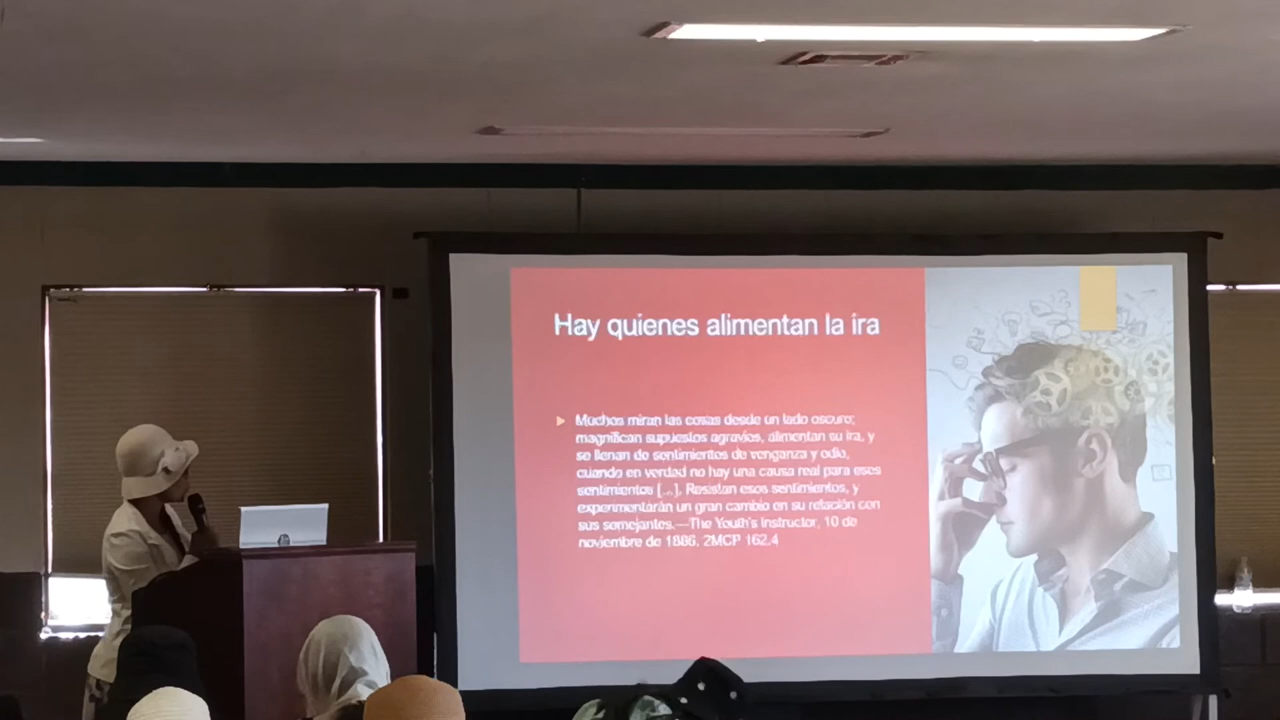 Hay quienes alimentan la ira
Muchos miran las cosas desde un lado oscuro;
magnifican supuestos agravios, alimentan su ira, y
se llenan de sentimientos de venganza y odio,
cuando en verdad no hay una causa real para esos
sentimientos [...]. Resistan esos sentimientos, y
experimentarán un gran cambio en su relación con
sus semejantes.—The Youth's Instructor, 10 de
noviembre de 1886. 2MCP 162.4